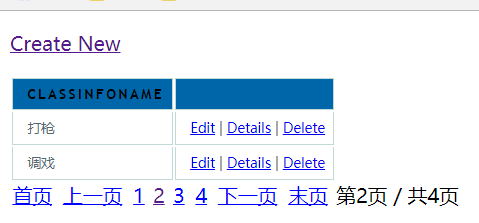 Create New
CLASSINFONAME
打枪 Edit | Details | Delete
调戏 Edit | Details | Delete
首页 上一页 1 2 3 4 下一页 末页 第2页 / 共4页